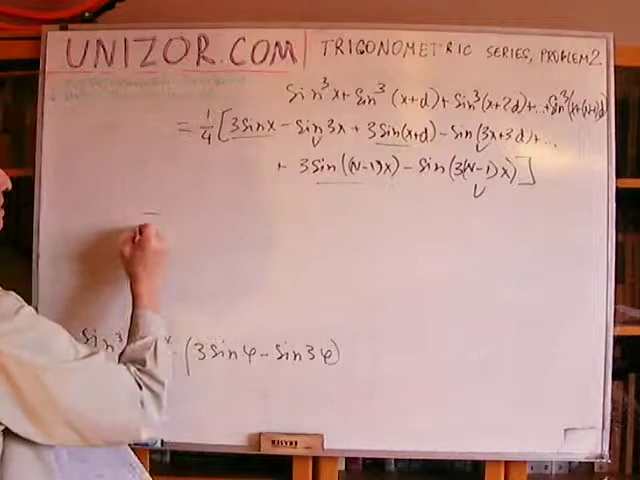 UNIZOR.COM
TRIGONOMETRIC SERIES, PROBLEM 2
Sin³x+Sin³(x+d)+Sin³(x+2d)+...+Sin³(x+(N-1)d)
= 1/4 [3Sinx - Sin3x + 3Sin(x+d) - Sin(3x+3d)+...
+ 3Sin((N-1)x) - Sin(3(N-1)x)]
Sin³ (3Sinφ - Sin3φ)